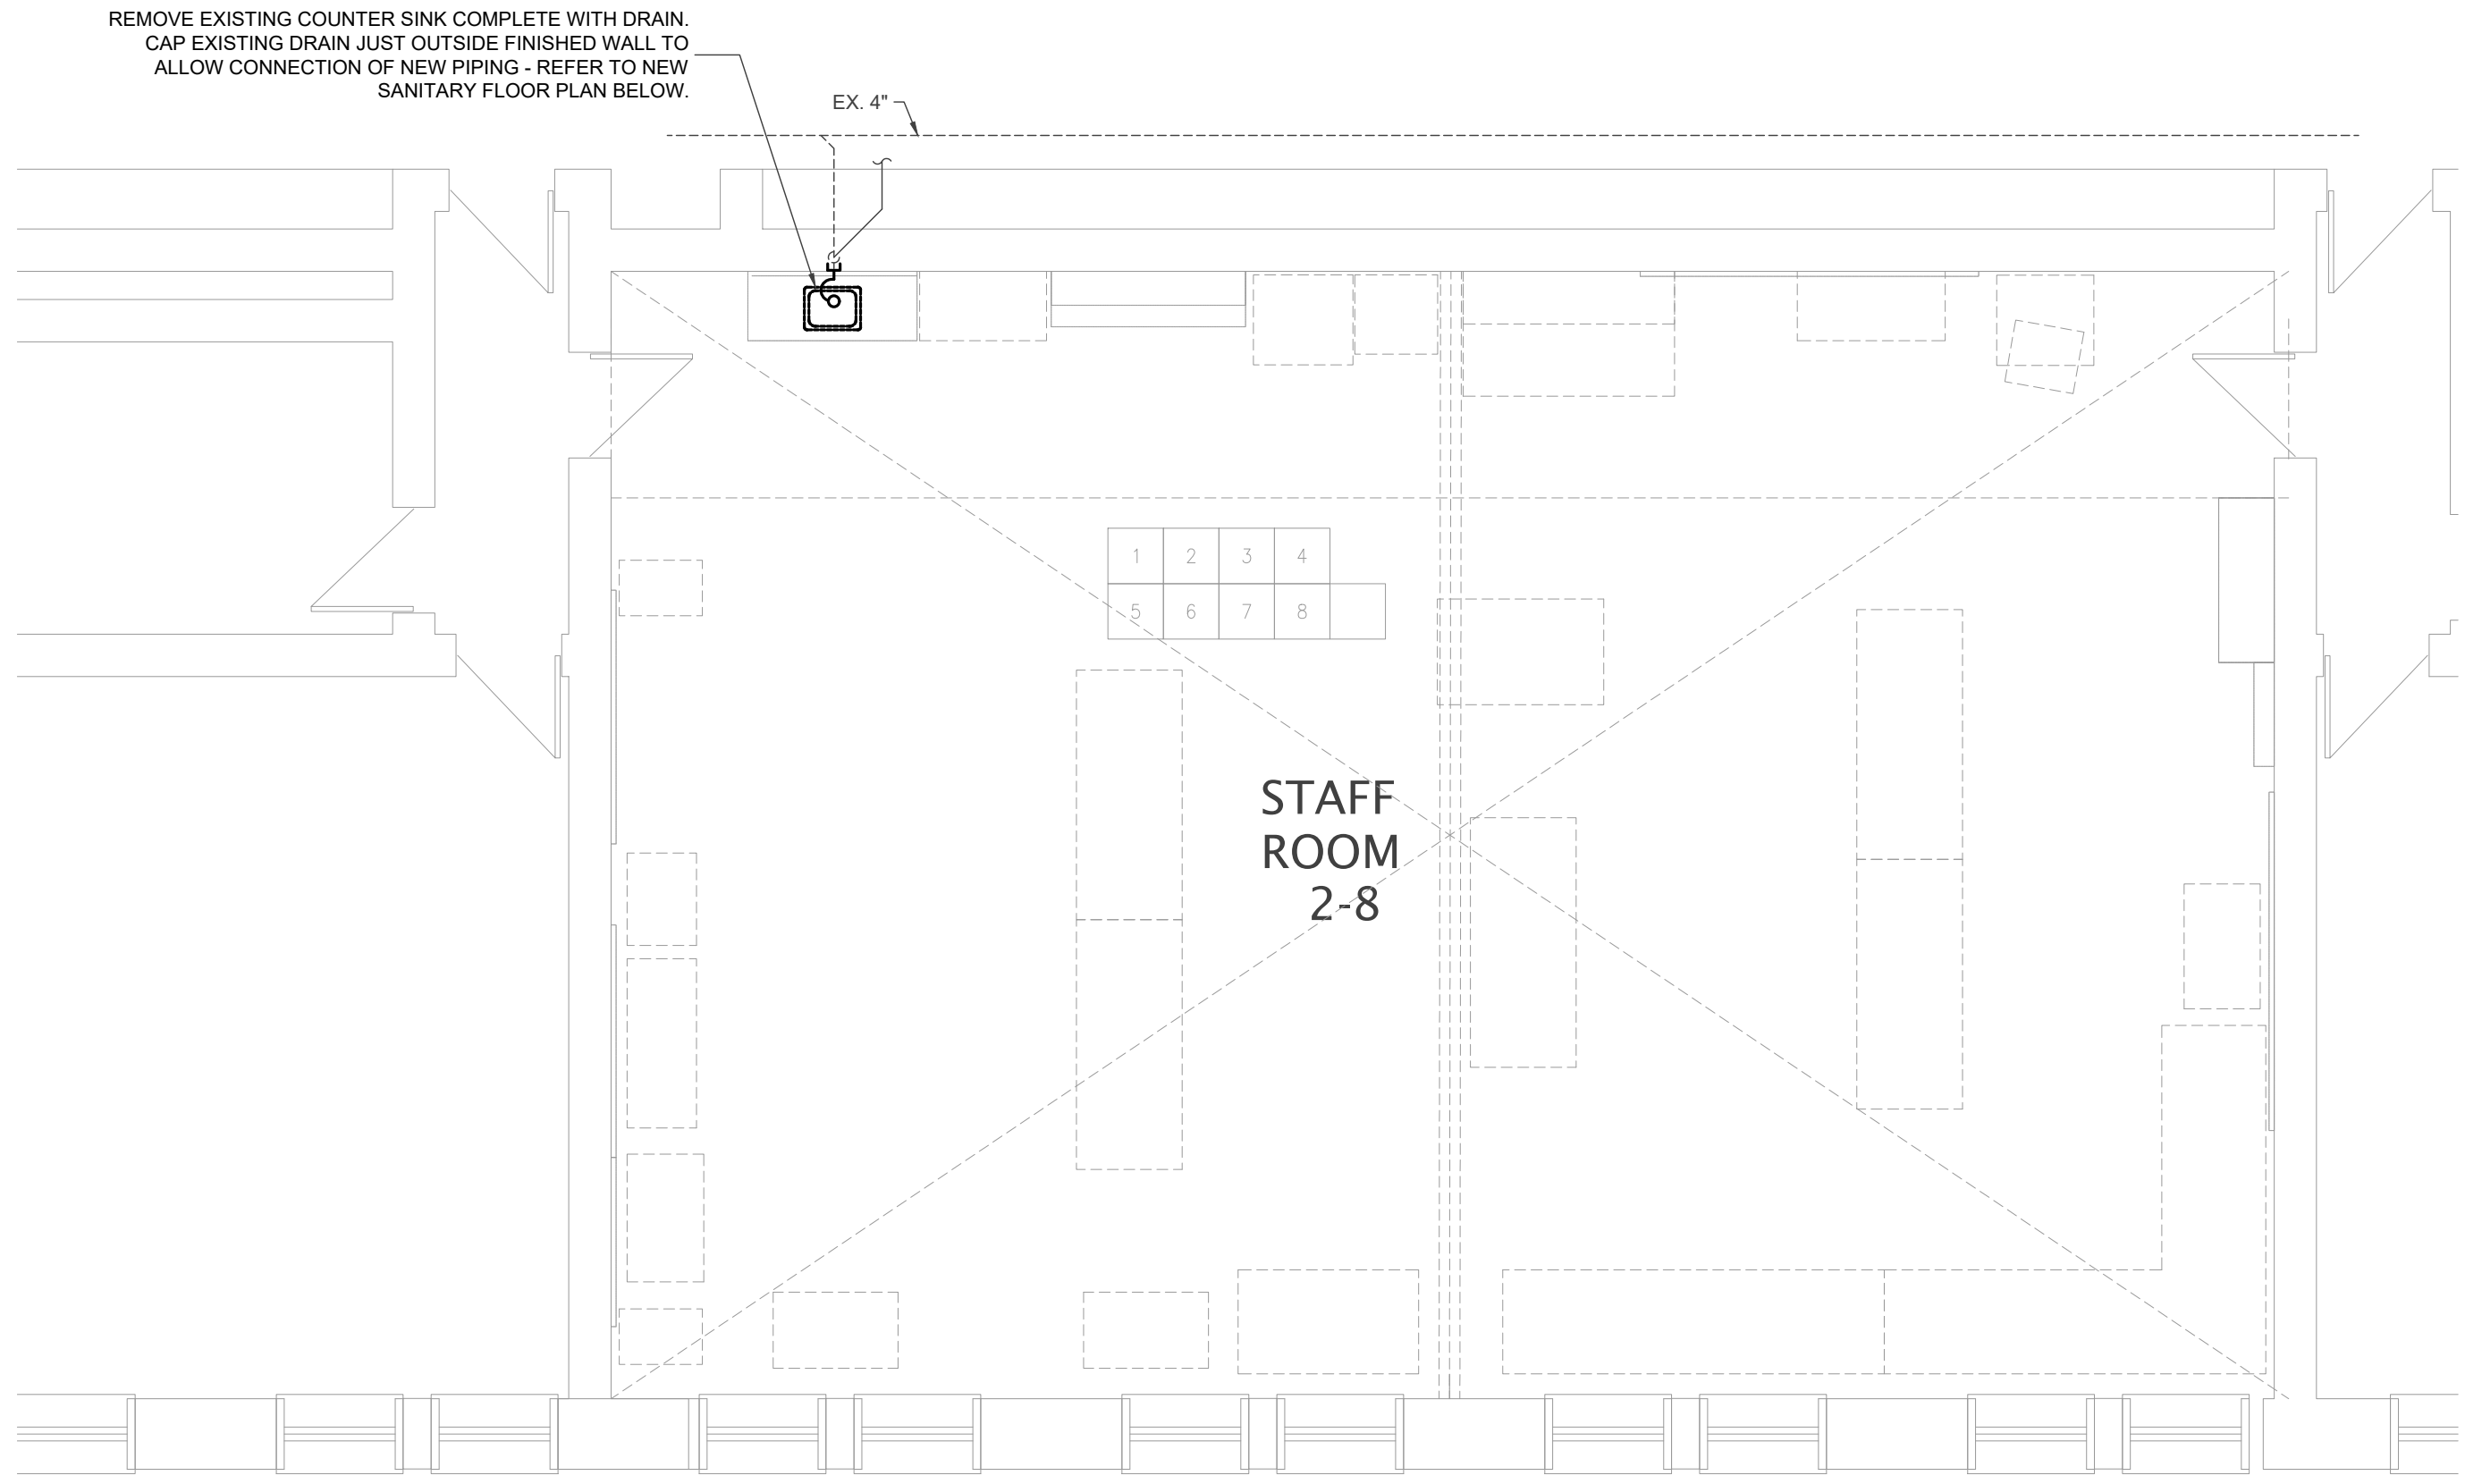 REMOVE EXISTING COUNTER SINK COMPLETE WITH DRAIN.
CAP EXISTING DRAIN JUST OUTSIDE FINISHED WALL TO
ALLOW CONNECTION OF NEW PIPING - REFER TO NEW
SANITARY FLOOR PLAN BELOW.
EX. 4"
1 2 3 4
5 6 7 8
STAFF
ROOM
2-8